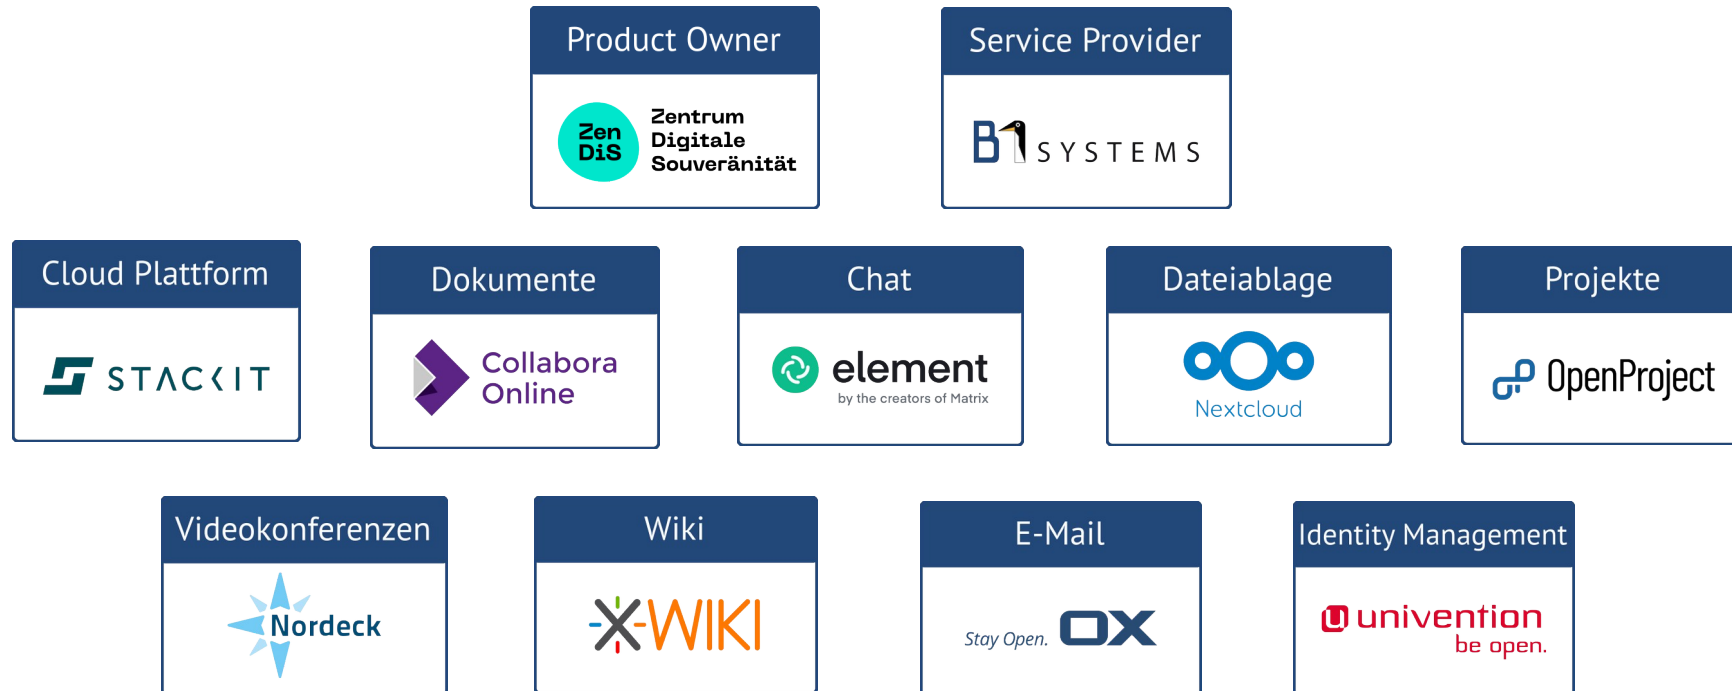 Product Owner
Zen
DiS
Zentrum
Digitale
Souveränität
Service Provider
B1 SYSTEMS
Cloud Plattform
STACKIT
Dokumente
Collabora
Online
Chat
element
by the creators of Matrix
Dateiablage
Nextcloud
Projekte
OpenProject
Videokonferenzen
Nordeck
Wiki
XWIKI
E-Mail
Stay Open. OX
Identity Management
u univention
be open.